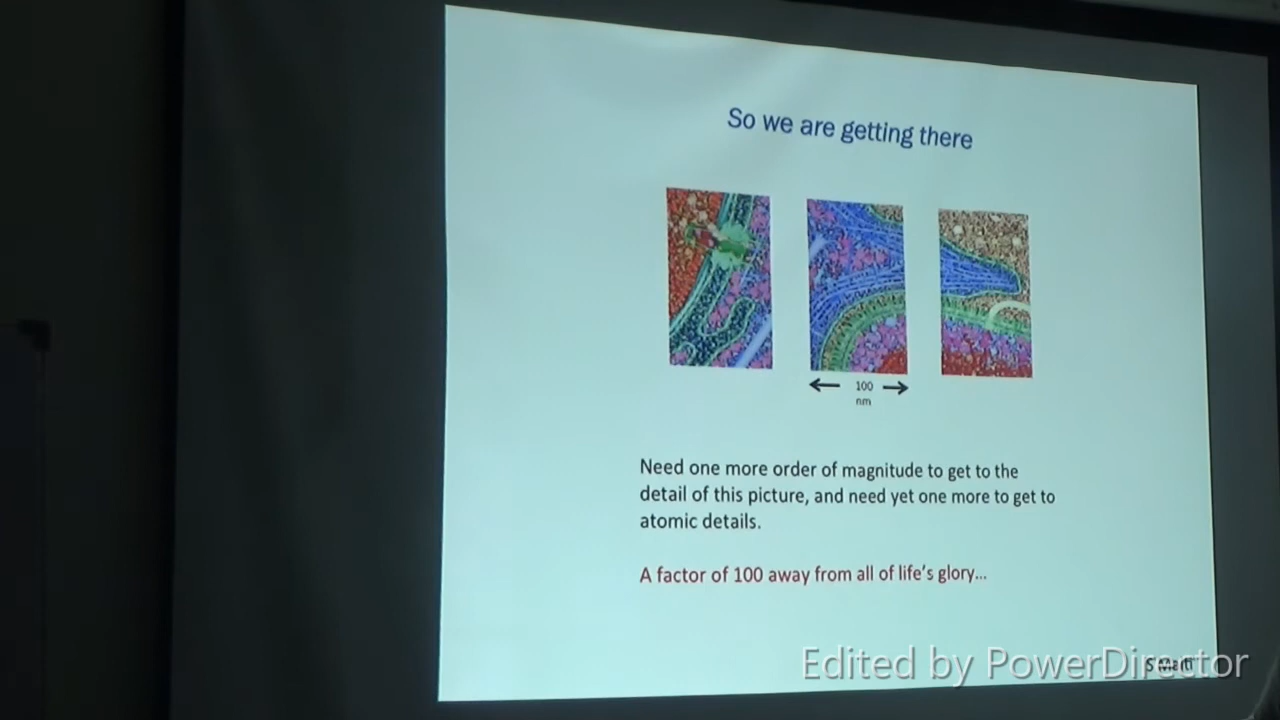 So we are getting there
100
nm
Need one more order of magnitude to get to the
detail of this picture, and need yet one more to get to
atomic details.
A factor of 100 away from all of life's glory...
Edited by PowerDirector